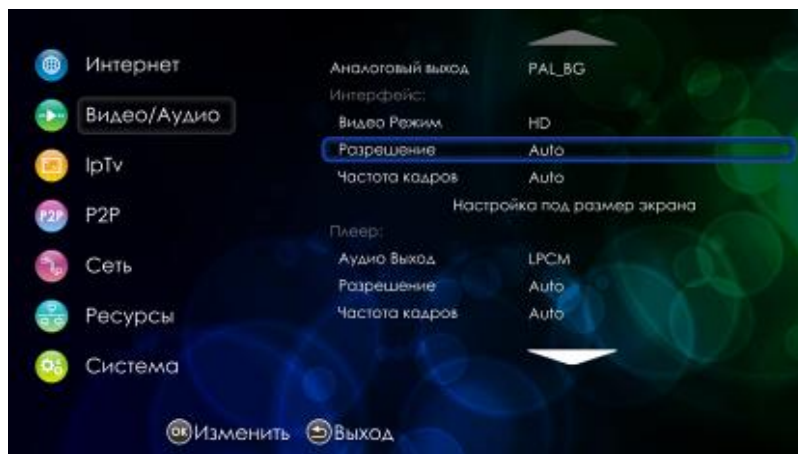 Интернет
Видео/Аудио
IpTv
P2P
P2P
Сеть
Ресурсы
Система
Аналоговый выход PAL_BG
Интерфейс:
Видео Режим HD
Разрешение Auto
Частота кадров Auto
Настройка под размер экрана
Плеер:
Аудио Выход LPCM
Разрешение Auto
Частота кадров Auto
OK Изменить Выход